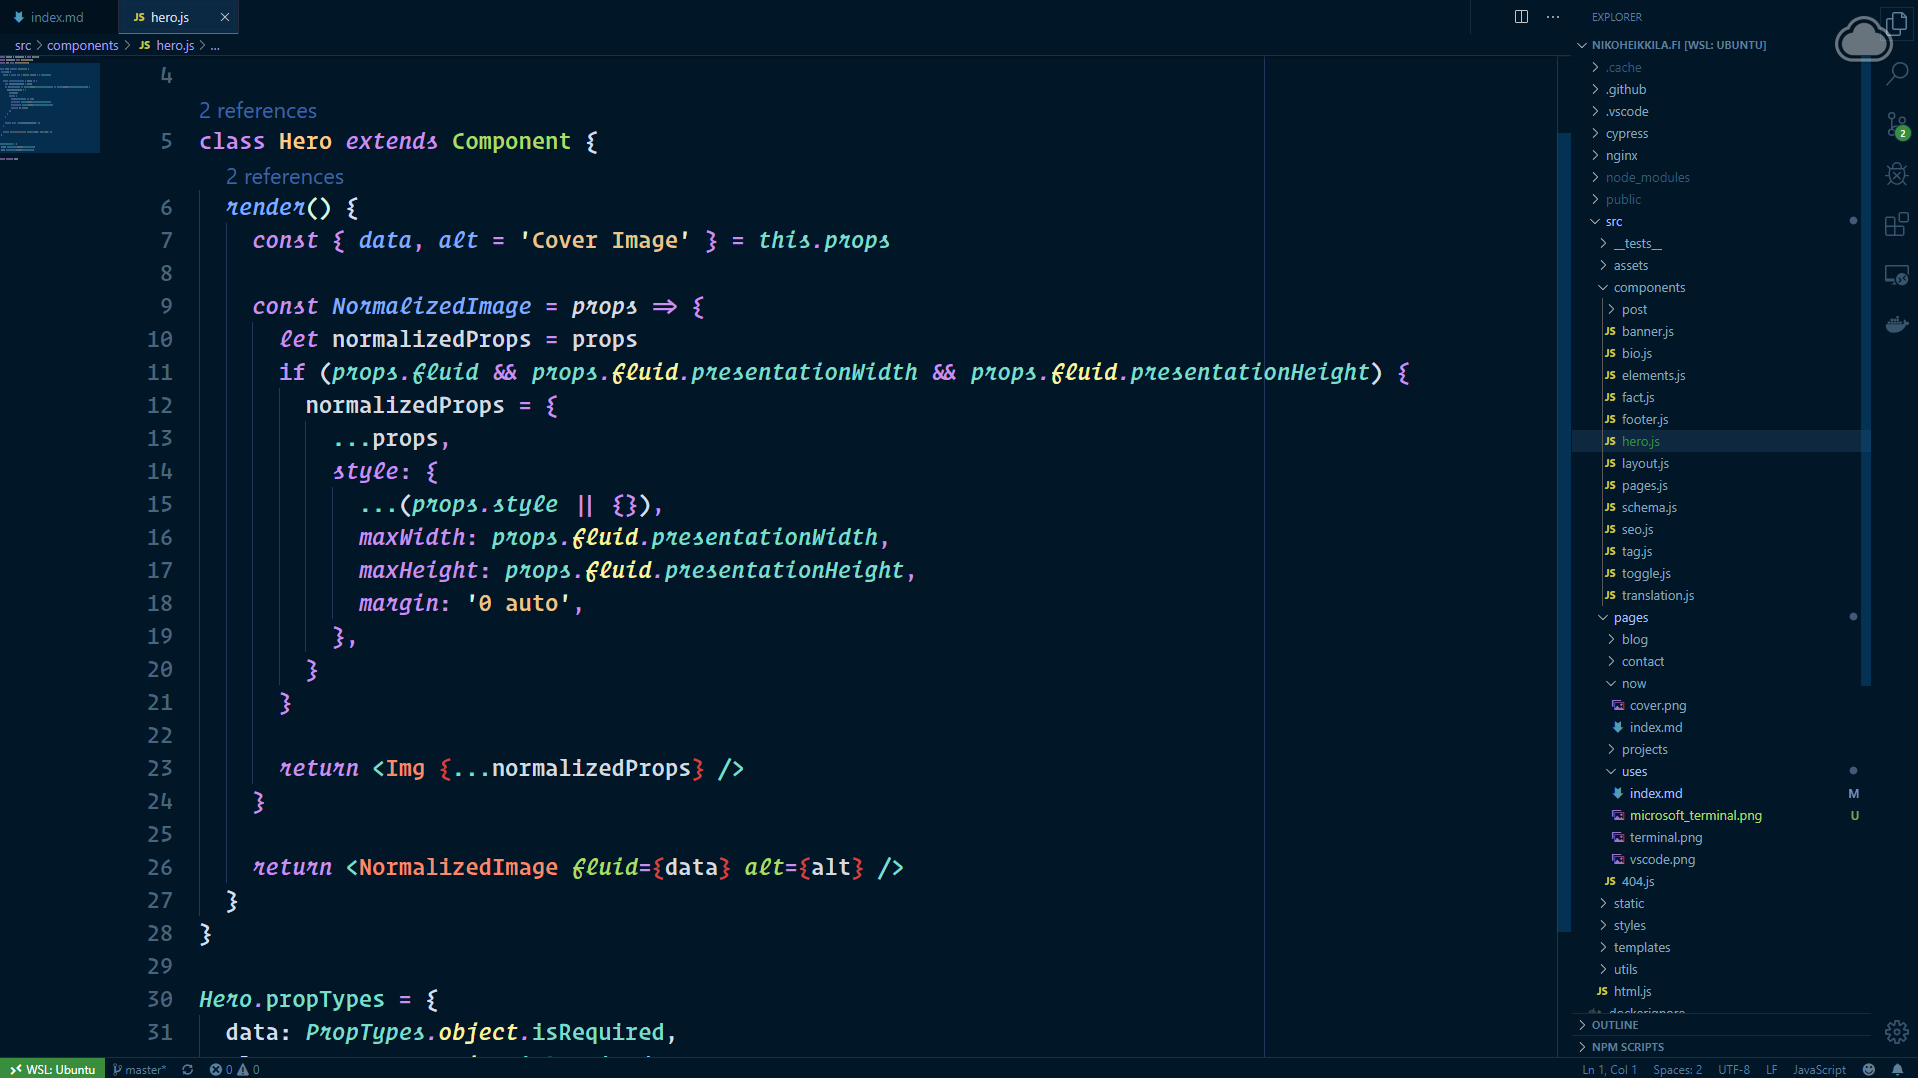 index.md
JS hero.js
src > components > JS hero.js > ...
4
2 references
5 class Hero extends Component {
2 references
6 render() {
7 const { data, alt = 'Cover Image' } = this.props
8
9 const NormalizedImage = props => {
10 let normalizedProps = props
11 if (props.fluid && props.fluid.presentationWidth && props.fluid.presentationHeight) {
12 normalizedProps = {
13 ...props,
14 style: {
15 ...(props.style || {}),
16 maxWidth: props.fluid.presentationWidth,
17 maxHeight: props.fluid.presentationHeight,
18 margin: '0 auto',
19 },
20 }
21 }
22
23 return <Img {...normalizedProps} />
24 }
25
26 return <NormalizedImage fluid={data} alt={alt} />
27 }
28 }
29
30 Hero.propTypes = {
31 data: PropTypes.object.isRequired,
EXPLORER
NIKOHEIKKILA.FI [WSL: UBUNTU]
.cache
.github
.vscode
cypress
nginx
node_modules
public
src
__tests__
assets
components
post
JS banner.js
JS bio.js
JS elements.js
JS fact.js
JS footer.js
JS hero.js
JS layout.js
JS pages.js
JS schema.js
JS seo.js
JS tag.js
JS toggle.js
JS translation.js
pages
blog
contact
now
cover.png
index.md
projects
uses
index.md M
microsoft_terminal.png U
terminal.png
vscode.png
JS 404.js
static
styles
templates
utils
JS html.js
.dockerignore
OUTLINE
NPM SCRIPTS
2
WSL: Ubuntu master* 0 0 Ln 1, Col 1 Spaces: 2 UTF-8 LF JavaScript